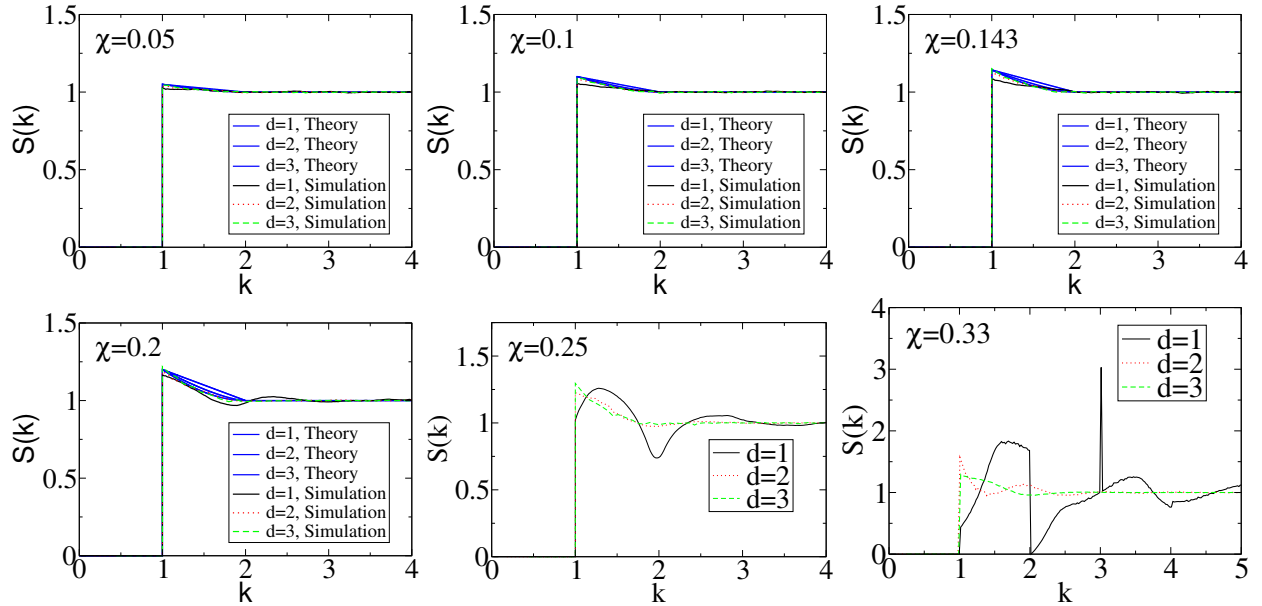 1.5
χ=0.05
1
S(k)
0.5
0
0 1 2 3 4
k
d=1, Theory
d=2, Theory
d=3, Theory
d=1, Simulation
d=2, Simulation
d=3, Simulation
1.5
χ=0.1
1
S(k)
0.5
0
0 1 2 3 4
k
d=1, Theory
d=2, Theory
d=3, Theory
d=1, Simulation
d=2, Simulation
d=3, Simulation
1.5
χ=0.143
1
S(k)
0.5
0
0 1 2 3 4
k
d=1, Theory
d=2, Theory
d=3, Theory
d=1, Simulation
d=2, Simulation
d=3, Simulation
1.5
χ=0.2
1
S(k)
0.5
0
0 1 2 3 4
k
d=1, Theory
d=2, Theory
d=3, Theory
d=1, Simulation
d=2, Simulation
d=3, Simulation
1.5
χ=0.25
1
S(k)
0.5
0
0 1 2 3 4
k
d=1
d=2
d=3
4
χ=0.33
3
S(k)
2
1
0
0 1 2 3 4 5
k
d=1
d=2
d=3